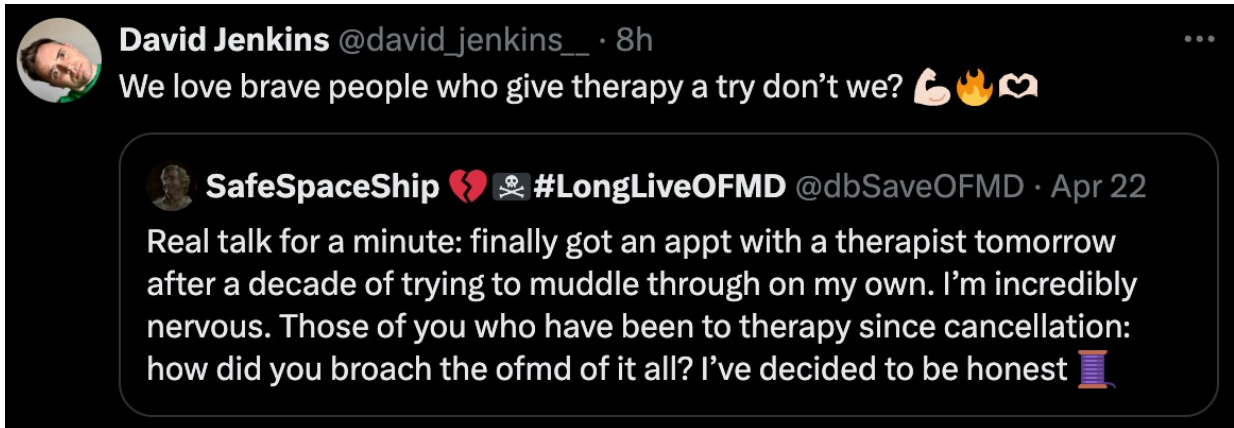 David Jenkins @david_jenkins__ · 8h
We love brave people who give therapy a try don’t we? 💪🏻🔥🫶🏻
SafeSpaceShip 💔🏴‍☠️#LongLiveOFMD @dbSaveOFMD · Apr 22
Real talk for a minute: finally got an appt with a therapist tomorrow
after a decade of trying to muddle through on my own. I’m incredibly
nervous. Those of you who have been to therapy since cancellation:
how did you broach the ofmd of it all? I’ve decided to be honest 🧵